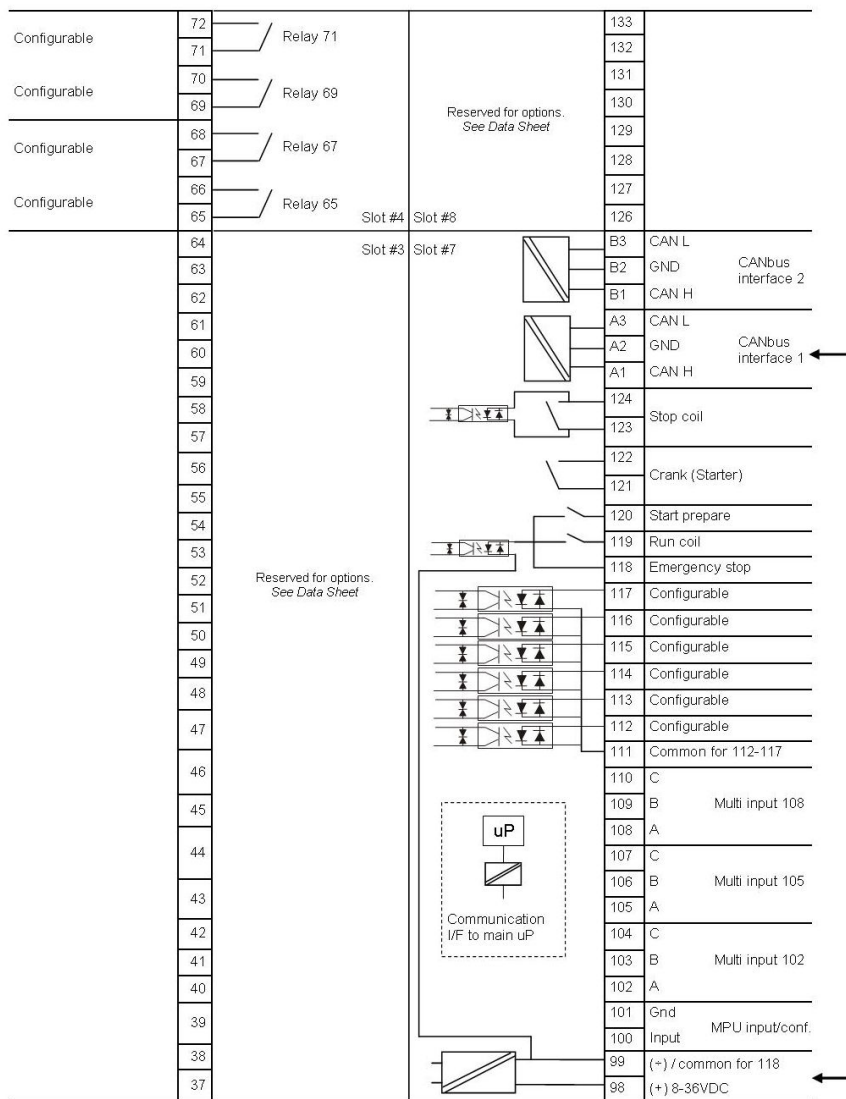 Configurable
72
71
Relay 71
Configurable
70
69
Relay 69
Configurable
68
67
Relay 67
Configurable
66
65
Relay 65
Slot #4
Slot #8
Reserved for options.
See Data Sheet
133
132
131
130
129
128
127
126
64
63
62
61
60
59
58
57
56
55
54
53
52
51
50
49
48
47
46
45
44
43
42
41
40
39
38
37
Slot #3
Slot #7
Reserved for options.
See Data Sheet
B3 CAN L
B2 GND
B1 CAN H
CANbus
interface 2
A3 CAN L
A2 GND
A1 CAN H
CANbus
interface 1
124
123
Stop coil
122
121
Crank (Starter)
120 Start prepare
119 Run coil
118 Emergency stop
117 Configurable
116 Configurable
115 Configurable
114 Configurable
113 Configurable
112 Configurable
111 Common for 112-117
110 C
109 B Multi input 108
108 A
107 C
106 B Multi input 105
105 A
104 C
103 B Multi input 102
102 A
uP
Communication
I/F to main uP
101 Gnd
100 Input
MPU input/conf.
99 (÷) / common for 118
98 (+) 8-36VDC